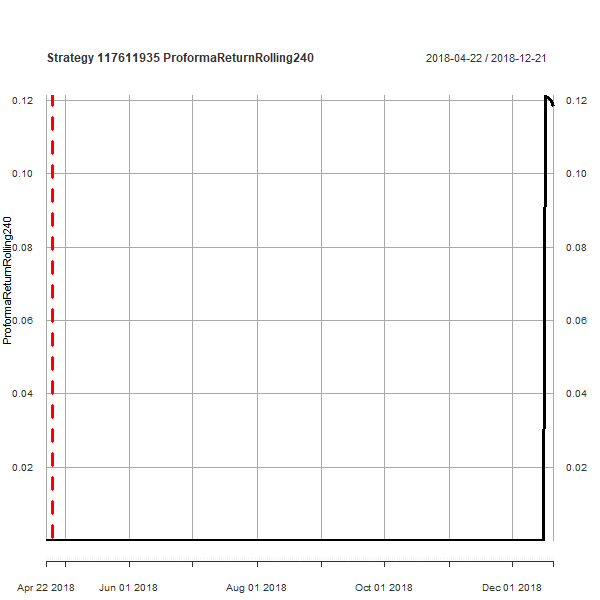 Strategy 117611935 ProformaReturnRolling240
2018-04-22 / 2018-12-21
ProformaReturnRolling240
0.12 0.12
0.10 0.10
0.08 0.08
0.06 0.06
0.04 0.04
0.02 0.02
Apr 22 2018 Jun 01 2018 Aug 01 2018 Oct 01 2018 Dec 01 2018